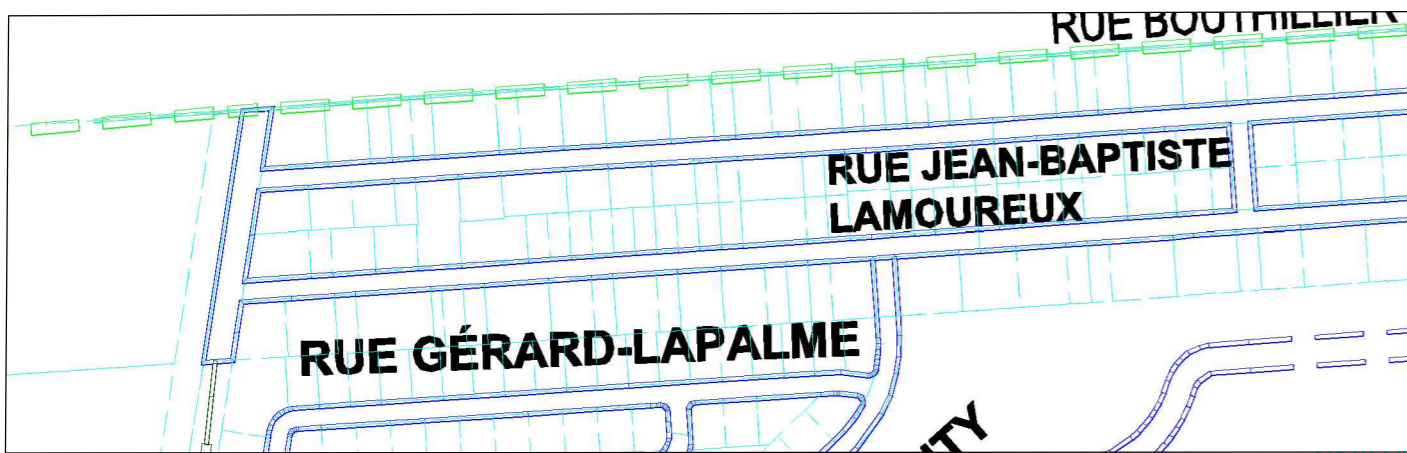 RUE BOUTHILLIER
RUE JEAN-BAPTISTE
LAMOUREUX
RUE GÉRARD-LAPALME